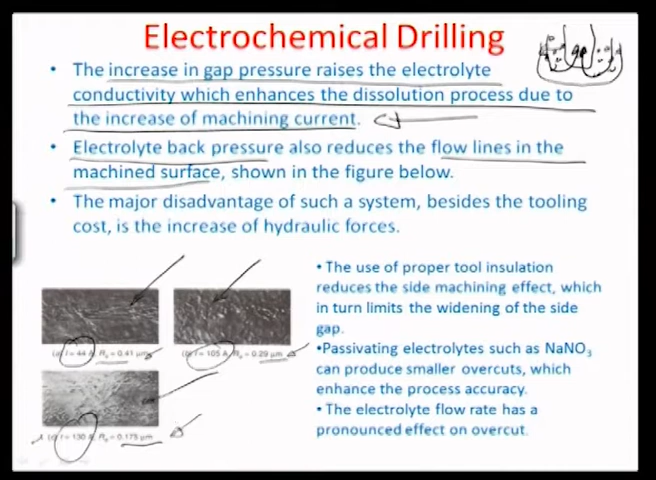 Electrochemical Drilling
• The increase in gap pressure raises the electrolyte
conductivity which enhances the dissolution process due to
the increase of machining current.
• Electrolyte back pressure also reduces the flow lines in the
machined surface, shown in the figure below.
• The major disadvantage of such a system, besides the tooling
cost, is the increase of hydraulic forces.
(a) I = 44 A, Rₐ = 0.41 μm
(b) I = 105 A, Rₐ = 0.29 μm
(c) I = 130 A, Rₐ = 0.175 μm
• The use of proper tool insulation
reduces the side machining effect, which
in turn limits the widening of the side
gap.
•Passivating electrolytes such as NaNO₃
can produce smaller overcuts, which
enhance the process accuracy.
• The electrolyte flow rate has a
pronounced effect on overcut.